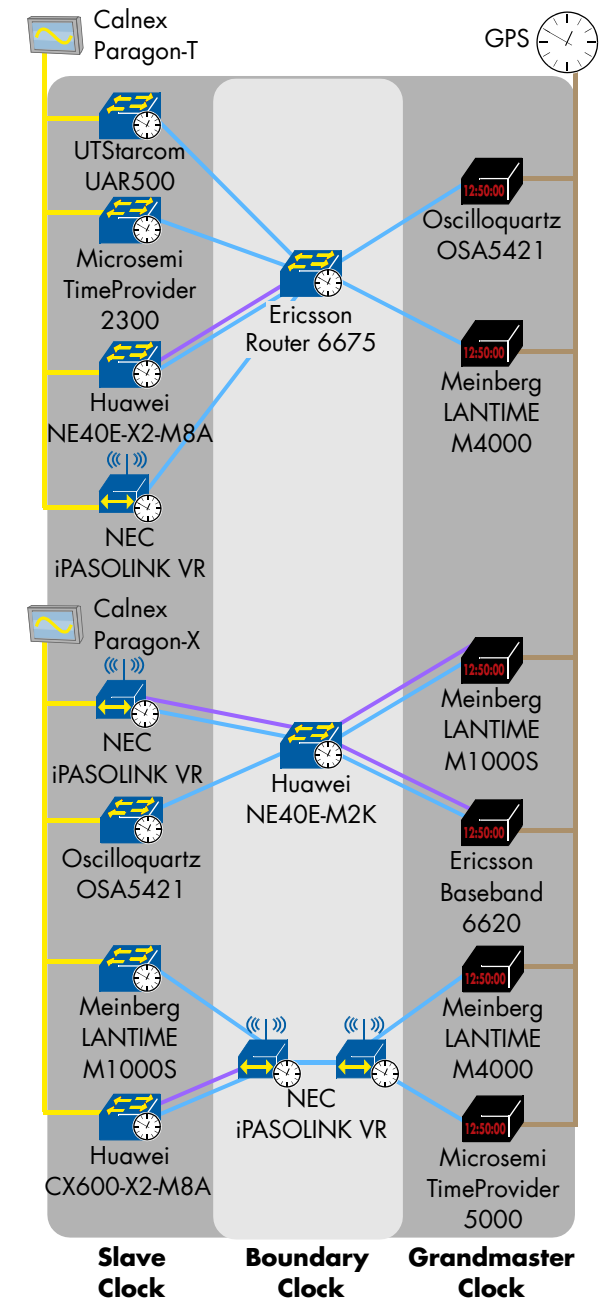 Calnex
Paragon-T
GPS
UTStarcom
UAR500
12:50:00
Oscilloquartz
OSA5421
Microsemi
TimeProvider
2300
Ericsson
Router 6675
12:50:00
Meinberg
LANTIME
M4000
Huawei
NE40E-X2-M8A
NEC
iPASOLINK VR
Calnex
Paragon-X
NEC
iPASOLINK VR
12:50:00
Meinberg
LANTIME
M1000S
Huawei
NE40E-M2K
Oscilloquartz
OSA5421
12:50:00
Ericsson
Baseband
6620
Meinberg
LANTIME
M1000S
12:50:00
Meinberg
LANTIME
M4000
NEC
iPASOLINK VR
Huawei
CX600-X2-M8A
12:50:00
Microsemi
TimeProvider
5000
Slave
Clock
Boundary
Clock
Grandmaster
Clock